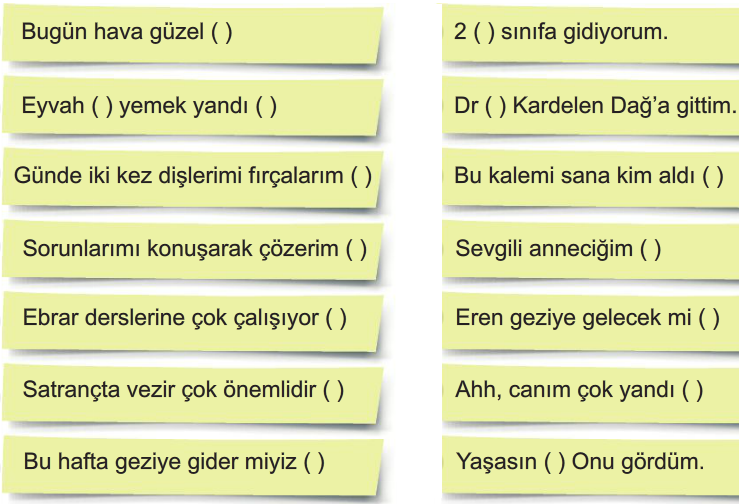 Bugün hava güzel ( )
Eyvah ( ) yemek yandı ( )
Günde iki kez dişlerimi fırçalarım ( )
Sorunlarımı konuşarak çözerim ( )
Ebrar derslerine çok çalışıyor ( )
Satrançta vezir çok önemlidir ( )
Bu hafta geziye gider miyiz ( )
2 ( ) sınıfa gidiyorum.
Dr ( ) Kardelen Dağ’a gittim.
Bu kalemi sana kim aldı ( )
Sevgili anneciğim ( )
Eren geziye gelecek mi ( )
Ahh, canım çok yandı ( )
Yaşasın ( ) Onu gördüm.